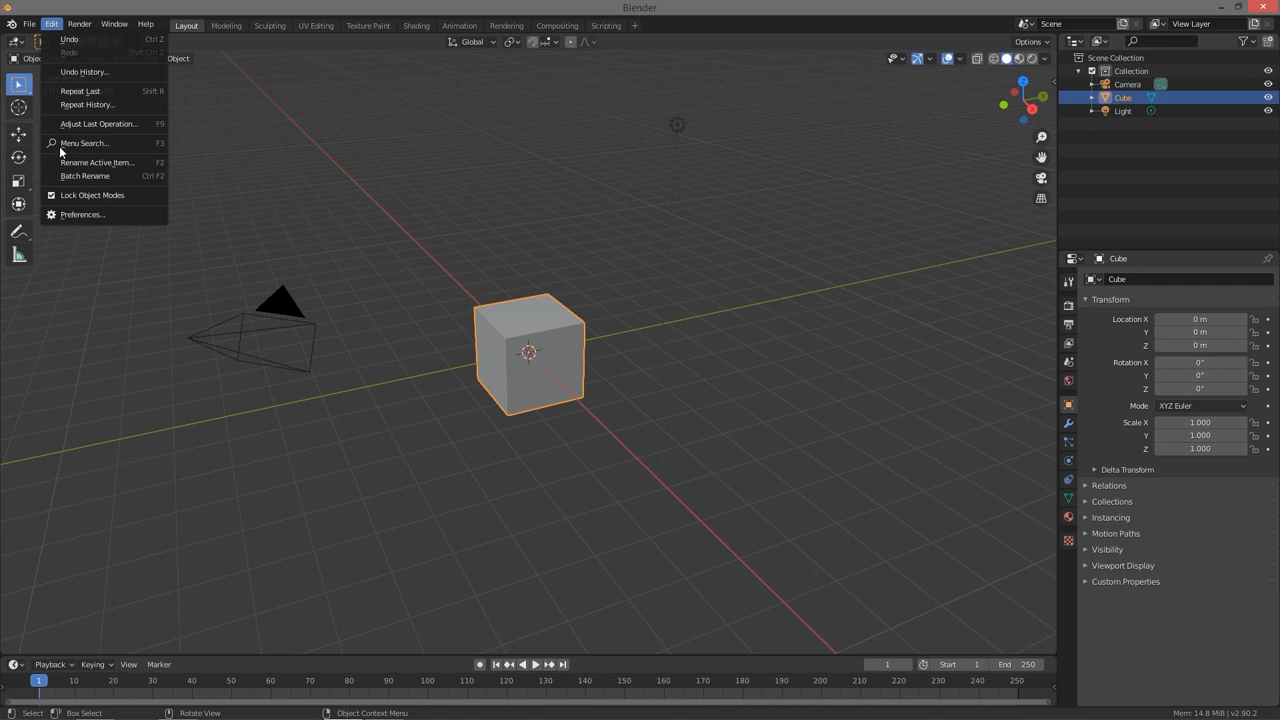 Blender
File Edit Render Window Help Layout Modeling Sculpting UV Editing Texture Paint Shading Animation Rendering Compositing Scripting Scene View Layer
Undo Ctrl Z
Redo Shift Ctrl Z
Undo History...
Repeat Last Shift R
Repeat History...
Adjust Last Operation... F9
Menu Search... F3
Rename Active Item... F2
Batch Rename Ctrl F2
Lock Object Modes
Preferences...
Global
Options
Object
Scene Collection
Collection
Camera
Cube
Light
Cube
Cube
Transform
Location X 0 m
Y 0 m
Z 0 m
Rotation X 0°
Y 0°
Z 0°
Mode XYZ Euler
Scale X 1.000
Y 1.000
Z 1.000
Delta Transform
Relations
Collections
Instancing
Motion Paths
Visibility
Viewport Display
Custom Properties
Playback Keying View Marker 1 Start 1 End 250
1 10 20 30 40 50 60 70 80 90 100 110 120 130 140 150 160 170 180 190 200 210 220 230 240 250
Select Box Select Rotate View Object Context Menu Mem: 14.8 MiB | v2.90.2